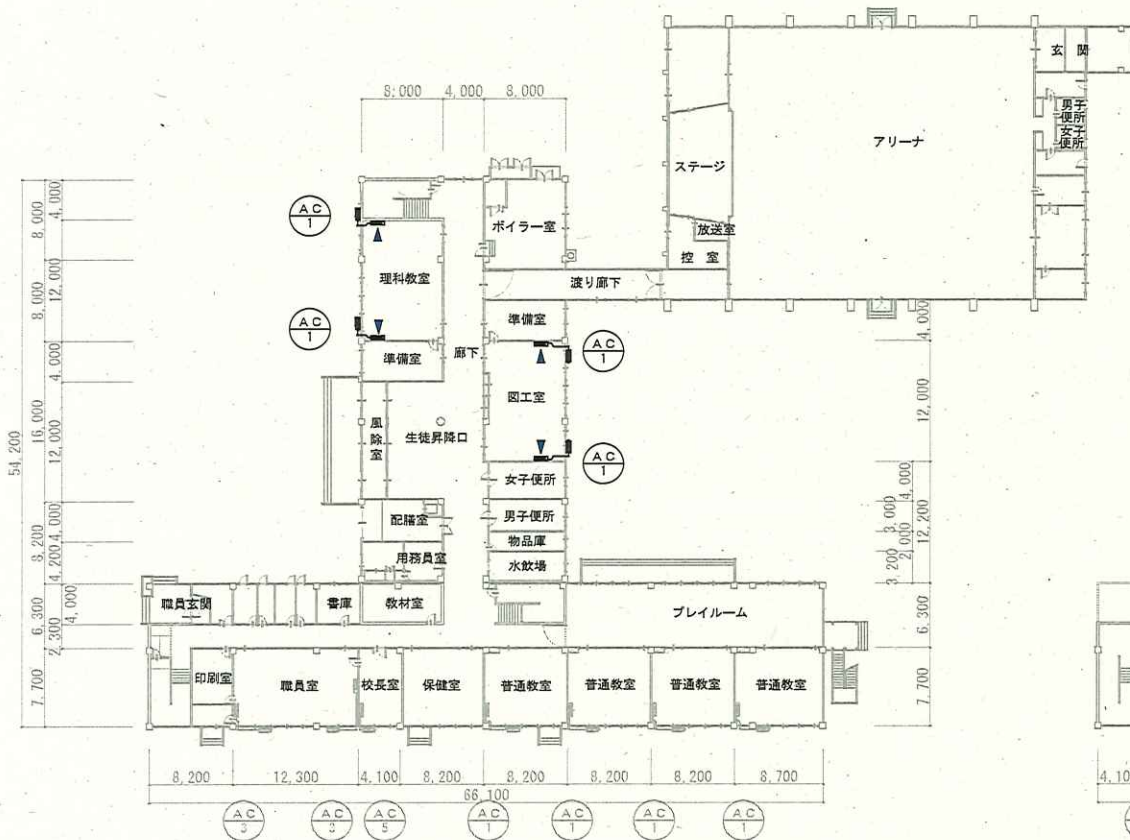 玄 関
8,000 4,000 8,000
男子
便所
女子
便所
アリーナ
ステージ
放送室
控 室
ボイラー室
渡り廊下
AC
1
理科教室
AC
1
準備室
廊下
準備室
AC
1
図工室
AC
1
風除室
生徒昇降口
女子便所
男子便所
物品庫
水飲場
配膳室
用務員室
職員玄関
書庫
教材室
プレイルーム
印刷室
職員室
校長室
保健室
普通教室
普通教室
普通教室
普通教室
54,200
8,000
8,000
16,000
8,200
6,300
2,300
7,700
4,000
12,000
4,000
12,000
4,000
4,200
4,000
4,000
12,000
12,200
6,300
7,700
4,000
3,000
2,000
3,200
8,200 12,300 4,100 8,200 8,200 8,200 8,200 8,700
66,100
AC
3
AC
3
AC
5
AC
1
AC
1
AC
1
AC
1
4,10